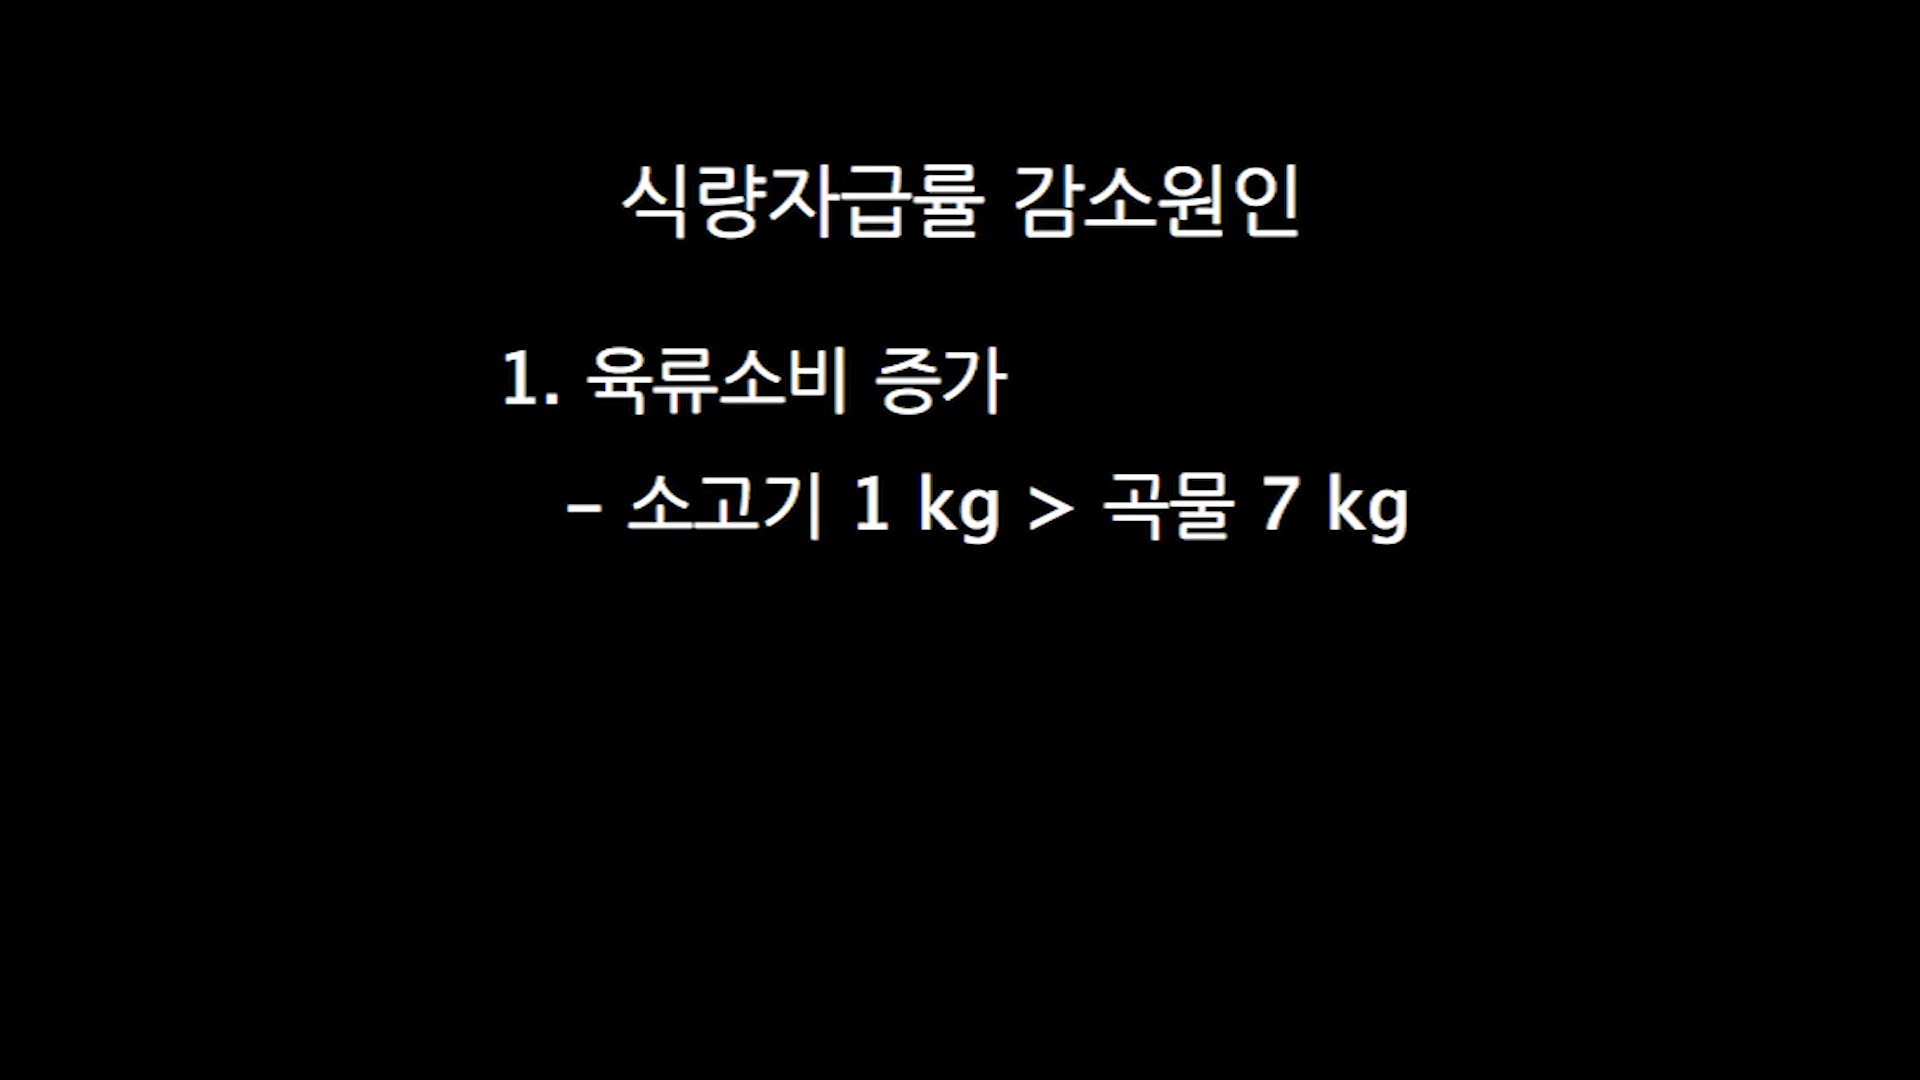 식량자급률 감소원인
1. 육류소비 증가
- 소고기 1 kg > 곡물 7 kg